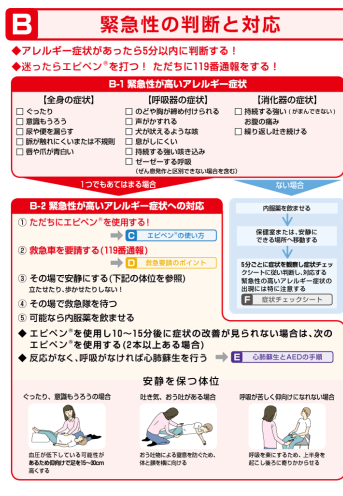 B 緊急性の判断と対応
◆アレルギー症状があったら5分以内に判断する！
◆迷ったらエピペン®を打つ！ ただちに119番通報をする！
B-1 緊急性が高いアレルギー症状
【全身の症状】
□ ぐったり
□ 意識もうろう
□ 尿や便を漏らす
□ 脈が触れにくいまたは不規則
□ 唇や爪が青白い
【呼吸器の症状】
□ のどや胸が締め付けられる
□ 声がかすれる
□ 犬が吠えるような咳
□ 息がしにくい
□ 持続する強い咳き込み
□ ゼーゼーする呼吸
（ぜん息発作と区別できない場合を含む）
【消化器の症状】
□ 持続する強い（がまんできない）
お腹の痛み
□ 繰り返し吐き続ける
1つでもあてはまる場合
ない場合
B-2 緊急性が高いアレルギー症状への対応
① ただちにエピペン®を使用する！
C エピペン®の使い方
② 救急車を要請する(119番通報)
D 救急要請のポイント
③ その場で安静にする(下記の体位を参照)
立たせたり、歩かせたりしない！
④ その場で救急隊を待つ
⑤ 可能なら内服薬を飲ませる
◆ エピペン®を使用し10～15分後に症状の改善が見られない場合は、次の
エピペン®を使用する(2本以上ある場合)
◆ 反応がなく、呼吸がなければ心肺蘇生を行う
E 心肺蘇生とAEDの手順
内服薬を飲ませる
保健室または、安静に
できる場所へ移動する
5分ごとに症状を観察し症状チェッ
クシートに従い判断し、対応する
緊急性の高いアレルギー症状の
出現には特に注意する
F 症状チェックシート
安静を保つ体位
ぐったり、意識もうろうの場合
血圧が低下している可能性が
あるため仰向けで足を15～30cm
高くする
吐き気、おう吐がある場合
おう吐物による窒息を防ぐため、
体と顔を横に向ける
呼吸が苦しく仰向けになれない場合
呼吸を楽にするため、上半身を
起こし後ろに寄りかからせる